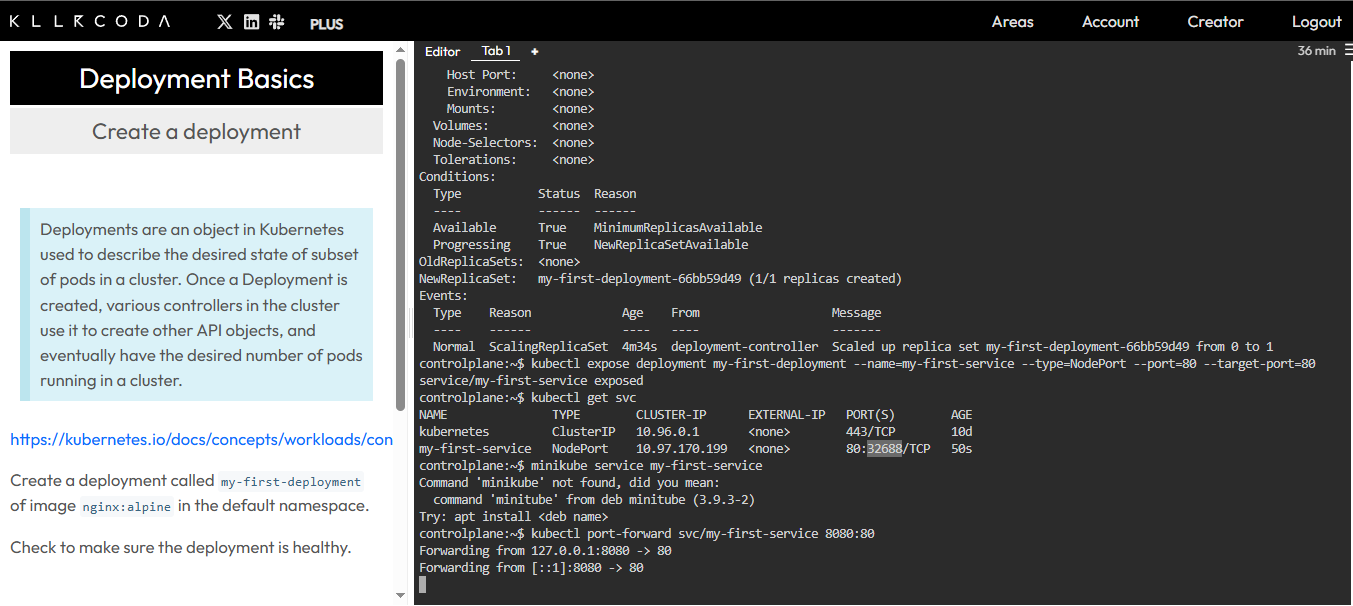 KLLRCODA
PLUS
Areas
Account
Creator
Logout
Deployment Basics
Create a deployment
Deployments are an object in Kubernetes
used to describe the desired state of subset
of pods in a cluster. Once a Deployment is
created, various controllers in the cluster
use it to create other API objects, and
eventually have the desired number of pods
running in a cluster.
https://kubernetes.io/docs/concepts/workloads/con
Create a deployment called my-first-deployment
of image nginx:alpine in the default namespace.
Check to make sure the deployment is healthy.
Editor Tab 1 +
36 min
Host Port: <none>
Environment: <none>
Mounts: <none>
Volumes: <none>
Node-Selectors: <none>
Tolerations: <none>
Conditions:
Type Status Reason
---- ------ ------
Available True MinimumReplicasAvailable
Progressing True NewReplicaSetAvailable
OldReplicaSets: <none>
NewReplicaSet: my-first-deployment-66bb59d49 (1/1 replicas created)
Events:
Type Reason Age From Message
---- ------ ---- ---- -------
Normal ScalingReplicaSet 4m34s deployment-controller Scaled up replica set my-first-deployment-66bb59d49 from 0 to 1
controlplane:~$ kubectl expose deployment my-first-deployment --name=my-first-service --type=NodePort --port=80 --target-port=80
service/my-first-service exposed
controlplane:~$ kubectl get svc
NAME TYPE CLUSTER-IP EXTERNAL-IP PORT(S) AGE
kubernetes ClusterIP 10.96.0.1 <none> 443/TCP 10d
my-first-service NodePort 10.97.170.199 <none> 80:32688/TCP 50s
controlplane:~$ minikube service my-first-service
Command 'minikube' not found, did you mean:
command 'minitube' from deb minitube (3.9.3-2)
Try: apt install <deb name>
controlplane:~$ kubectl port-forward svc/my-first-service 8080:80
Forwarding from 127.0.0.1:8080 -> 80
Forwarding from [::1]:8080 -> 80